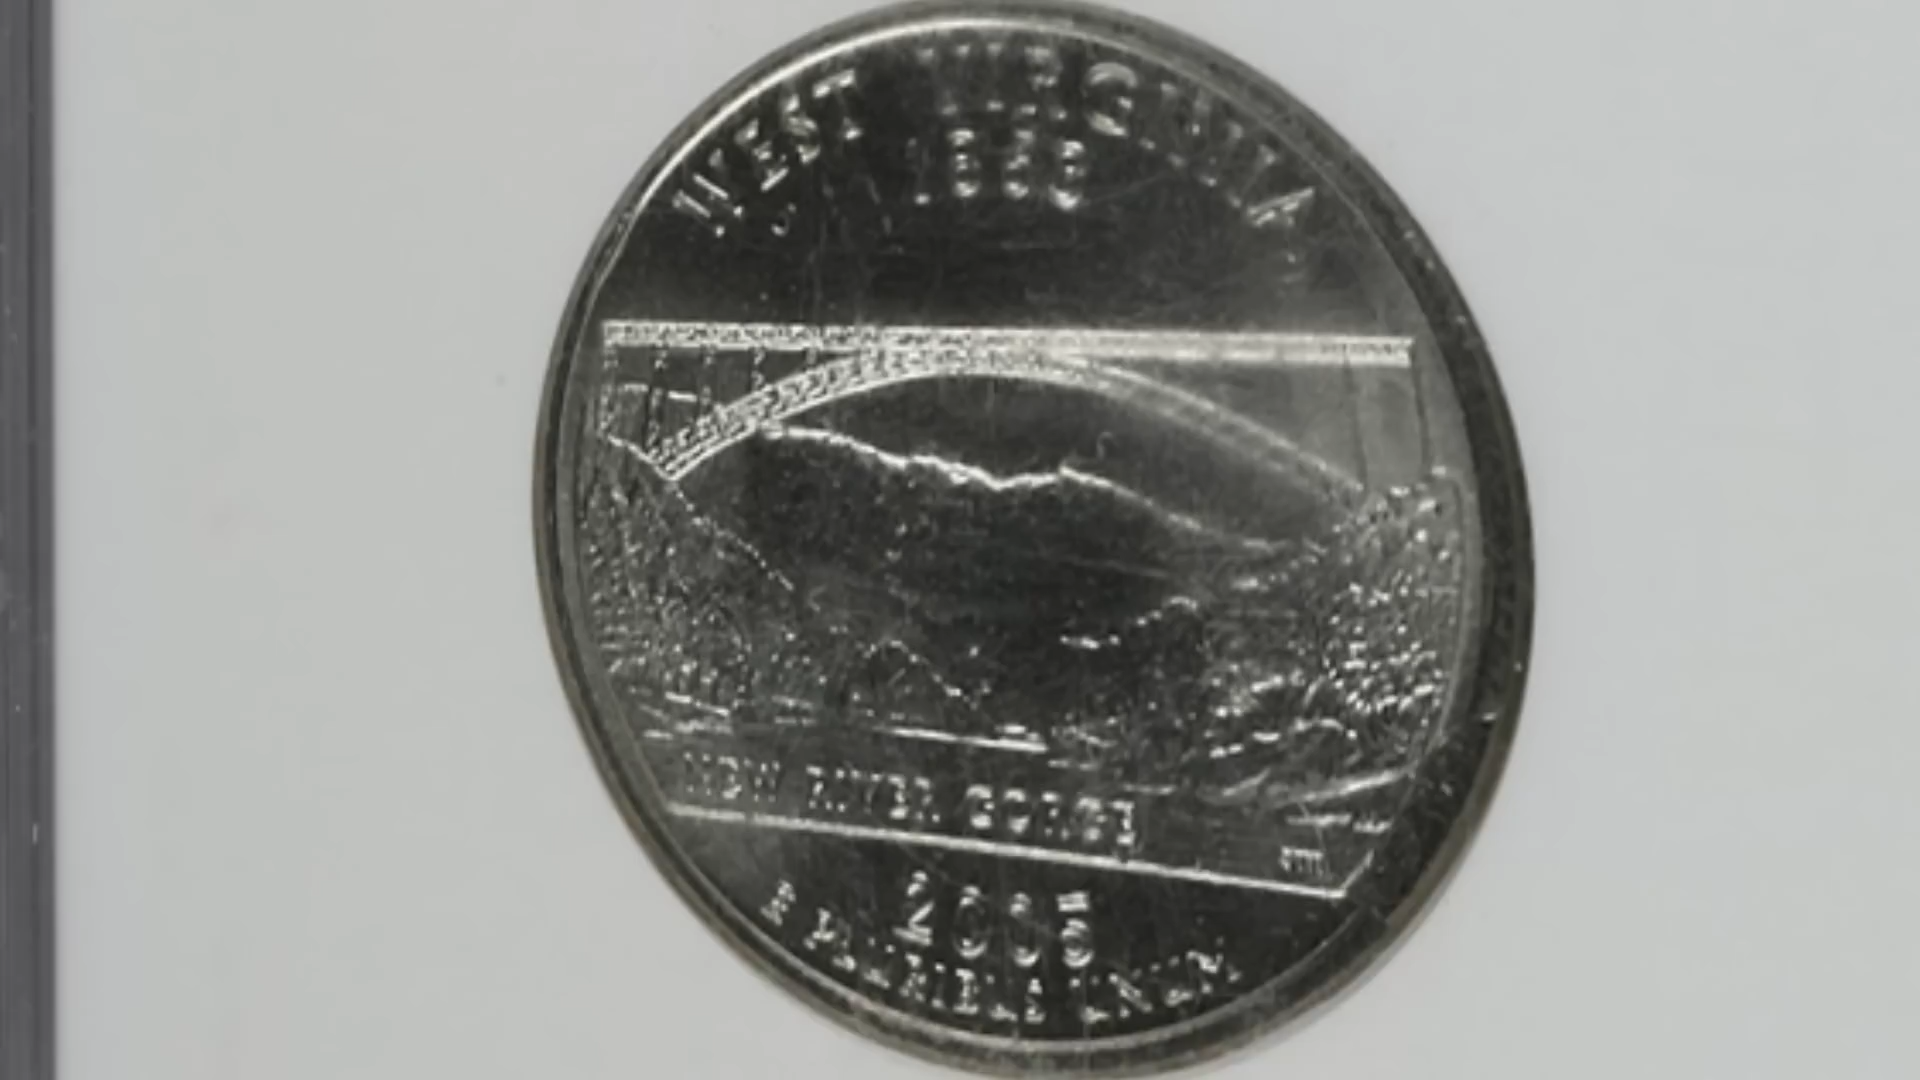 WEST VIRGINIA
1863
NEW RIVER GORGE
2005
E PLURIBUS UNUM